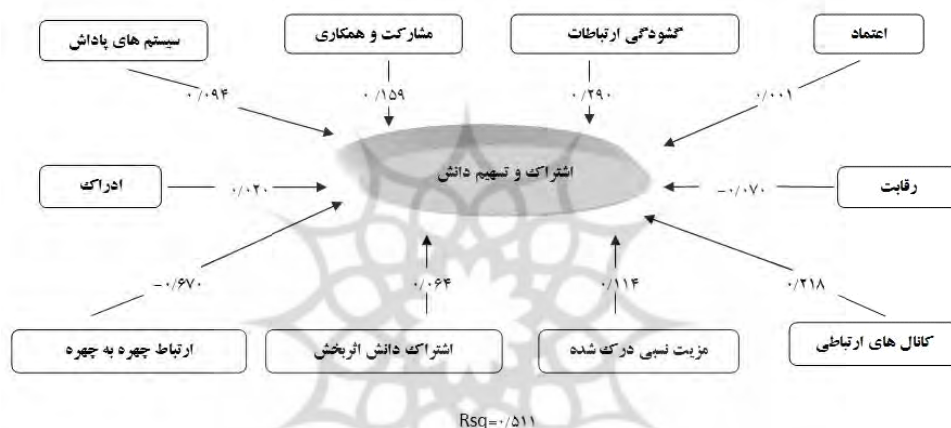 اعتماد
گشودگی ارتباطات
مشارکت و همکاری
سیستم های پاداش
۰/۰۰۱
۰/۲۹۰
۰/۱۵۹
۰/۰۹۴
اشتراک و تسهیم دانش
رقابت
-۰/۰۷۰
۰/۰۲۰
ادراک
۰/۲۱۸
۰/۱۱۴
۰/۰۶۴
-۰/۶۷۰
کانال های ارتباطی
مزیت نسبی درک شده
اشتراک دانش اثربخش
ارتباط چهره به چهره
Rsq=۰/۵۱۱